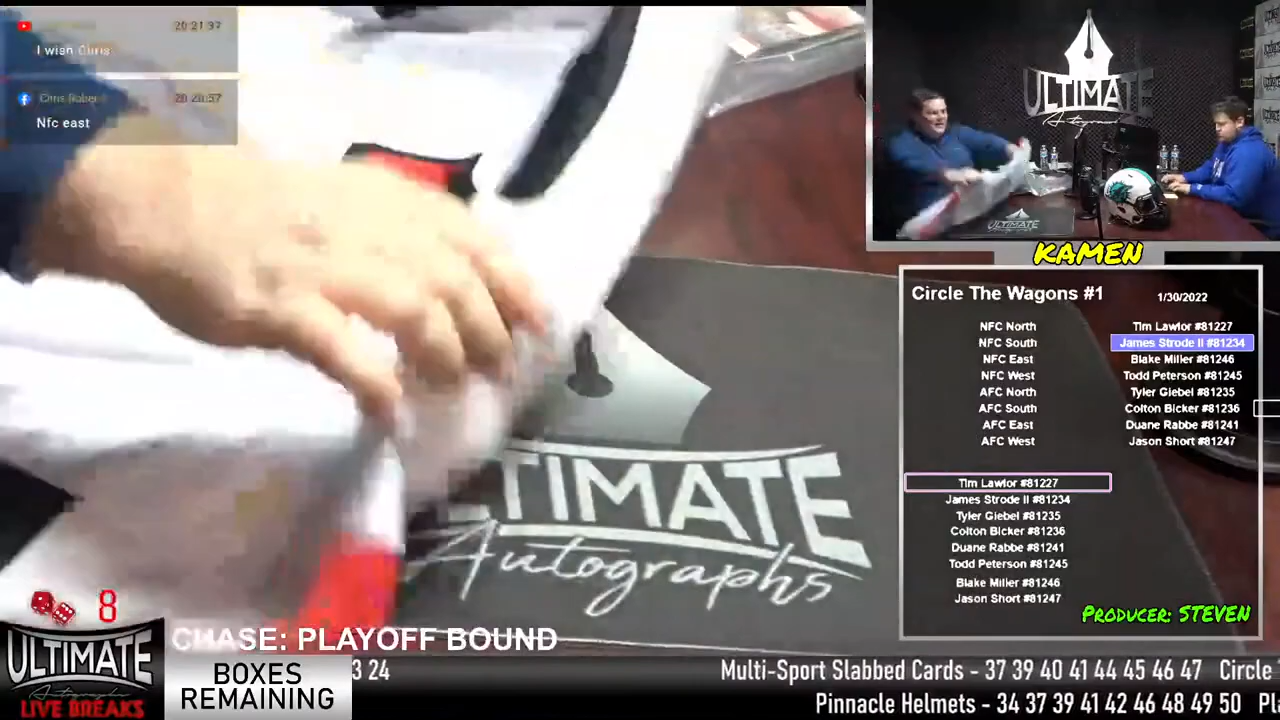 20:21:37
I wish Chris
20:20:57
Nfc east
ULTIMATE
Autographs
ULTIMATE
KAMEN
Circle The Wagons #1
1/30/2022
NFC North Tim Lawlor #81227
NFC South James Strode II #81234
NFC East Blake Miller #81246
NFC West Todd Peterson #81245
AFC North Tyler Giebel #81235
AFC South Colton Bicker #81236
AFC East Duane Rabbe #81241
AFC West Jason Short #81247
Tim Lawlor #81227
James Strode II #81234
Tyler Giebel #81235
Colton Bicker #81236
Duane Rabbe #81241
Todd Peterson #81245
Blake Miller #81246
Jason Short #81247
PRODUCER: STEVEN
TIMATE
Autographs
8
ULTIMATE
Autographs
LIVE BREAKS
CHASE: PLAYOFF BOUND
BOXES
REMAINING
3 24
Multi-Sport Slabbed Cards - 37 39 40 41 44 45 46 47 Circle
Pinnacle Helmets - 34 37 39 41 42 46 48 49 50 Pl